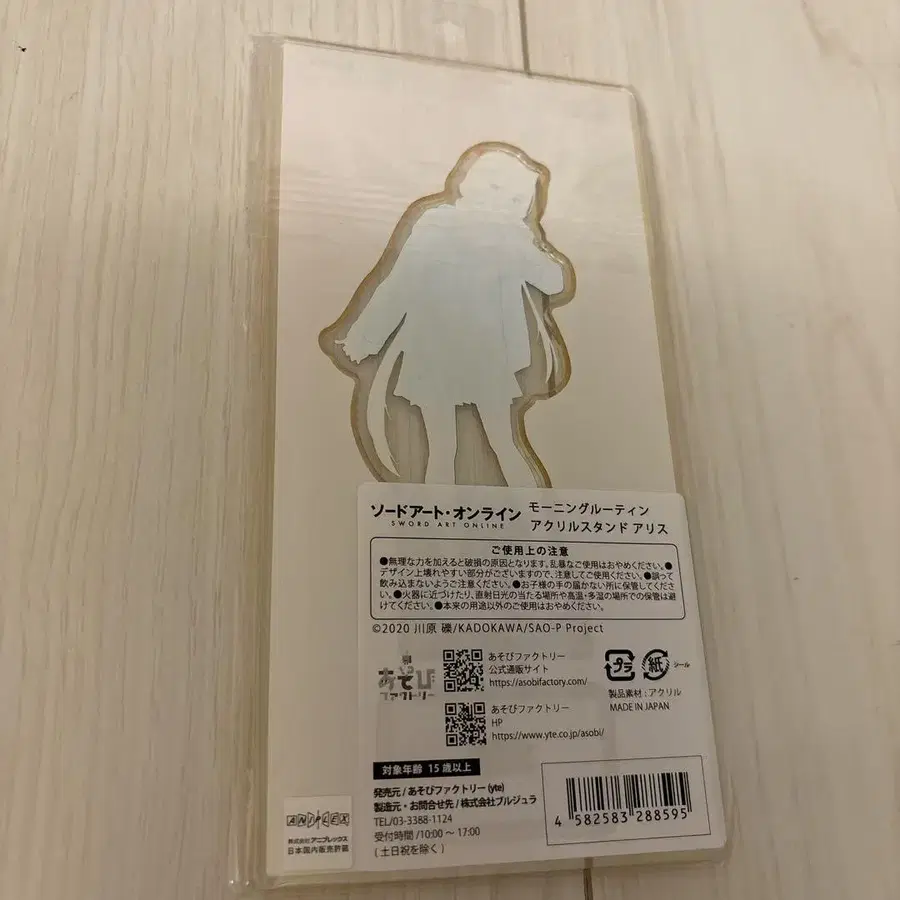 ソードアート・オンライン
SWORD ART ONLINE
モーニングルーティン
アクリルスタンド アリス
ご使用上の注意
●無理な力を加えると破損の原因となります。乱暴なご使用はおやめください。●
デザイン上壊れやすい部分がございますので、注意してご使用ください。●誤って
飲み込まないようご注意ください。●お子様の手の届かない所に保管してくださ
い。●火器に近づけたり、直射日光の当たる場所や高温・多湿の場所での保管は避
けてください。●本来の用途以外のご使用はおやめください。
©2020 川原 礫/KADOKAWA/SAO-P Project
あそび
ファクトリー
あそびファクトリー
公式通販サイト
https://asobifactory.com/
あそびファクトリー
HP
https://www.yte.co.jp/asobi/
プラ
紙
シール
製品素材:アクリル
MADE IN JAPAN
対象年齢 15歳以上
発売元/あそびファクトリー(yte)
製造元・お問合せ先/株式会社ブルジュラ
TEL/03-3388-1124
受付時間/10:00~17:00
(土日祝を除く)
4 582583 288595
ANIPLEX
株式会社アニプレックス
日本国内販売許諾